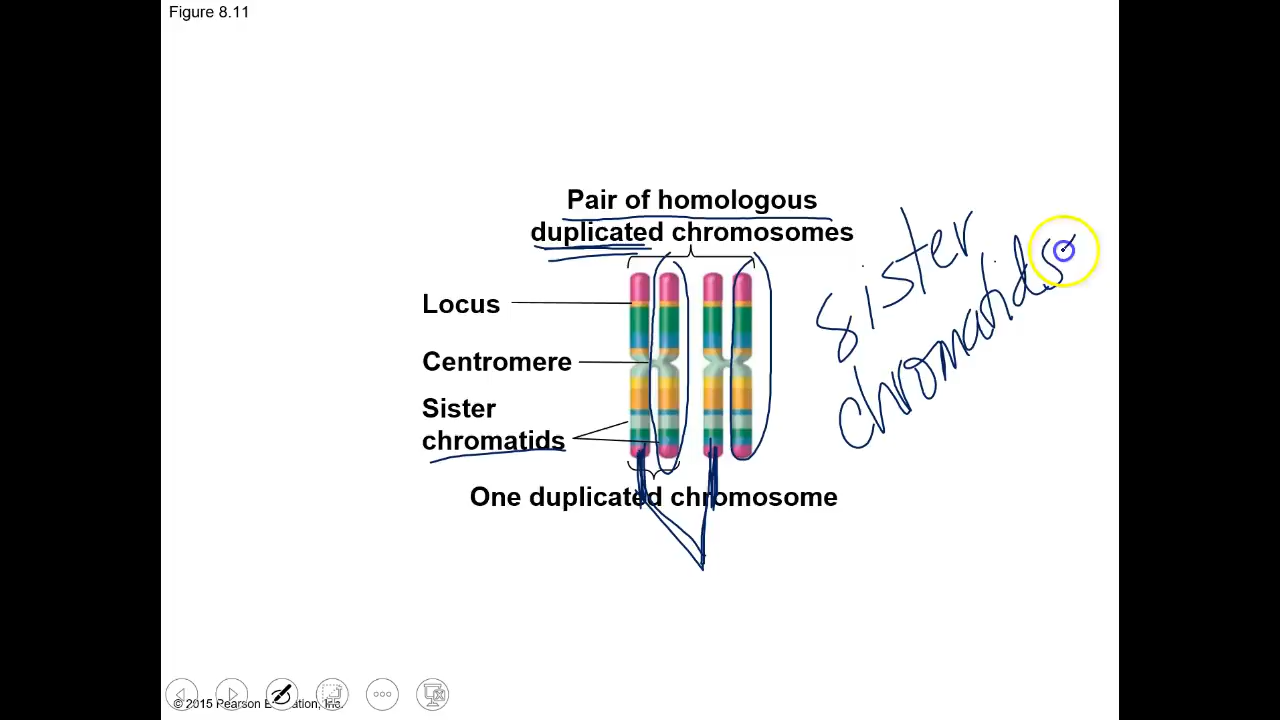 Figure 8.11
Pair of homologous
duplicated chromosomes
Locus
Centromere
Sister
chromatids
One duplicated chromosome
sister
chromatids
© 2015 Pearson Inc.